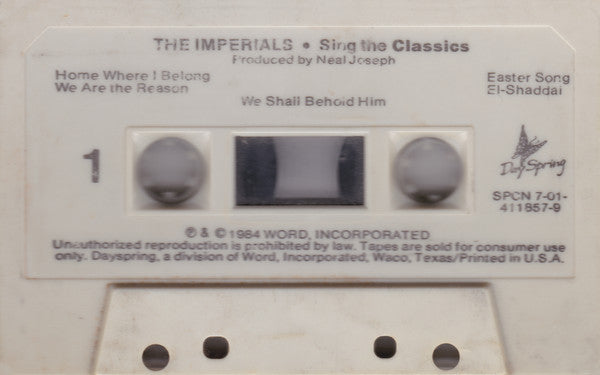 THE IMPERIALS • Sing the Classics
Produced by Neal Joseph
Home Where I Belong
We Are the Reason
We Shall Behold Him
Easter Song
El-Shaddai
1
DaySpring
SPCN 7-01-
411857-9
℗ & © 1984 WORD, INCORPORATED
Unauthorized reproduction is prohibited by law. Tapes are sold for consumer use
only. Dayspring, a division of Word, Incorporated, Waco, Texas/Printed in U.S.A.